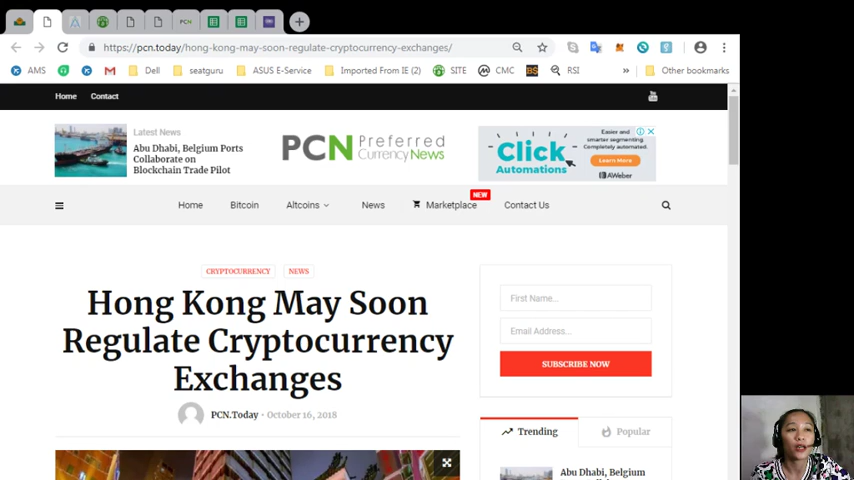 PCN
https://pcn.today/hong-kong-may-soon-regulate-cryptocurrency-exchanges/
AMS
Dell
seatguru
ASUS E-Service
Imported From IE (2)
SITE
CMC
BS
RSI
»
Other bookmarks
Home
Contact
Latest News
Abu Dhabi, Belgium Ports
Collaborate on
Blockchain Trade Pilot
PCN Preferred
Currency News
Click
Automations
Easier and
smarter segmenting.
Completely automated.
Learn More
AWeber
Home
Bitcoin
Altcoins
News
Marketplace
NEW
Contact Us
CRYPTOCURRENCY
NEWS
Hong Kong May Soon
Regulate Cryptocurrency
Exchanges
PCN.Today • October 16, 2018
First Name...
Email Address...
SUBSCRIBE NOW
Trending
Popular
Abu Dhabi, Belgium